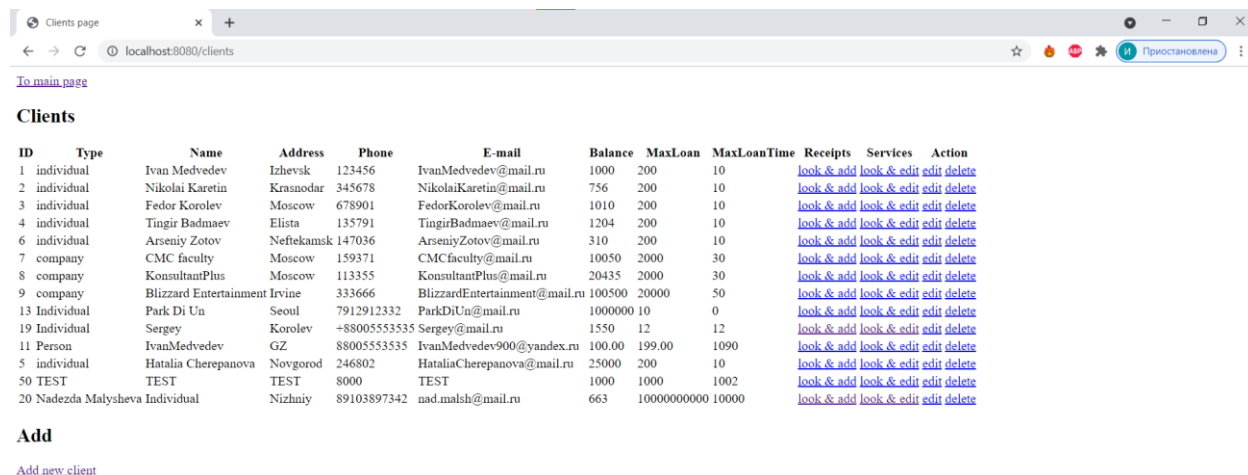 Clients page
localhost:8080/clients
ABP
И Приостановлена
To main page
Clients
ID Type Name Address Phone E-mail Balance MaxLoan MaxLoanTime Receipts Services Action
1 individual Ivan Medvedev Izhevsk 123456 IvanMedvedev@mail.ru 1000 200 10 look & add look & edit edit delete
2 individual Nikolai Karetin Krasnodar 345678 NikolaiKaretin@mail.ru 756 200 10 look & add look & edit edit delete
3 individual Fedor Korolev Moscow 678901 FedorKorolev@mail.ru 1010 200 10 look & add look & edit edit delete
4 individual Tingir Badmaev Elista 135791 TingirBadmaev@mail.ru 1204 200 10 look & add look & edit edit delete
6 individual Arseniy Zotov Neftekamsk 147036 ArseniyZotov@mail.ru 310 200 10 look & add look & edit edit delete
7 company CMC faculty Moscow 159371 CMCfaculty@mail.ru 10050 2000 30 look & add look & edit edit delete
8 company KonsultantPlus Moscow 113355 KonsultantPlus@mail.ru 20435 2000 30 look & add look & edit edit delete
9 company Blizzard Entertainment Irvine 333666 BlizzardEntertainment@mail.ru 100500 20000 50 look & add look & edit edit delete
13 Individual Park Di Un Seoul 7912912332 ParkDiUn@mail.ru 1000000 10 0 look & add look & edit edit delete
19 Individual Sergey Korolev +88005553535 Sergey@mail.ru 1550 12 12 look & add look & edit edit delete
11 Person IvanMedvedev GZ 88005553535 IvanMedvedev900@yandex.ru 100.00 199.00 1090 look & add look & edit edit delete
5 individual Hatalia Cherepanova Novgorod 246802 HataliaCherepanova@mail.ru 25000 200 10 look & add look & edit edit delete
50 TEST TEST TEST 8000 TEST 1000 1000 1002 look & add look & edit edit delete
20 Nadezda Malysheva Individual Nizhniy 89103897342 nad.malsh@mail.ru 663 10000000000 10000 look & add look & edit edit delete
Add
Add new client